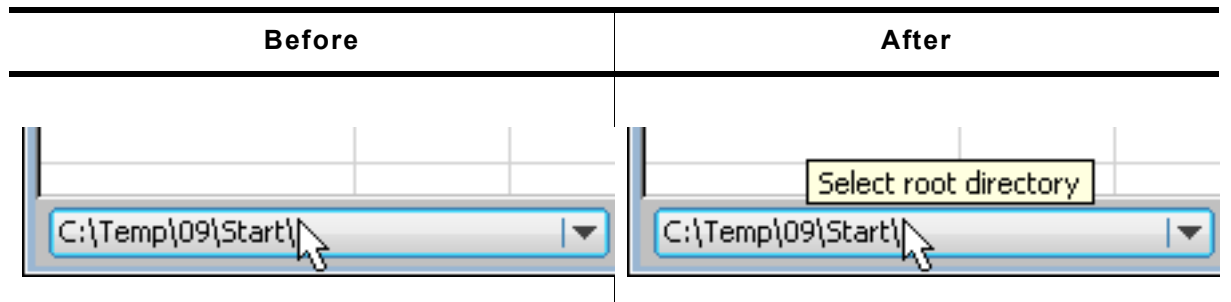 Before
After
C:\Temp\09\Start\
Select root directory
C:\Temp\09\Start\